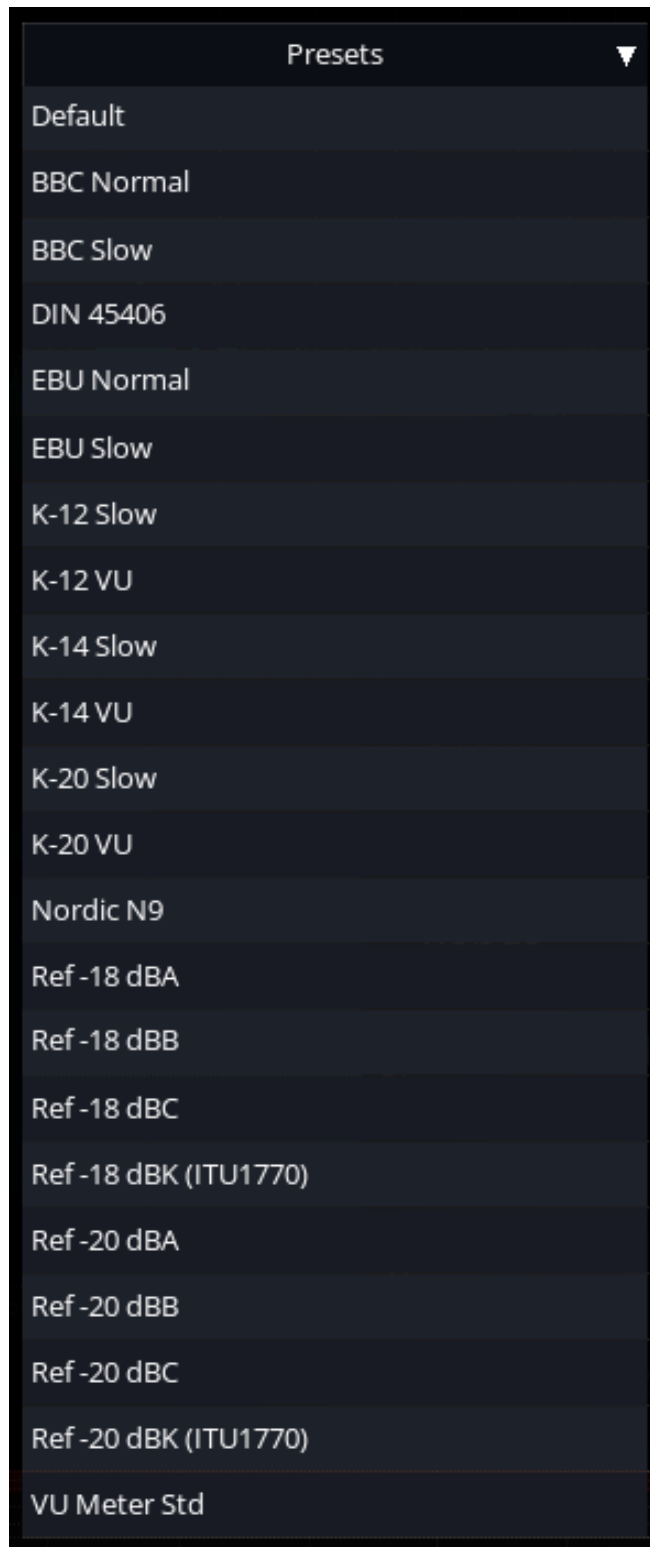 Presets
Default
BBC Normal
BBC Slow
DIN 45406
EBU Normal
EBU Slow
K-12 Slow
K-12 VU
K-14 Slow
K-14 VU
K-20 Slow
K-20 VU
Nordic N9
Ref -18 dBA
Ref -18 dBB
Ref -18 dBC
Ref -18 dBK (ITU1770)
Ref -20 dBA
Ref -20 dBB
Ref -20 dBC
Ref -20 dBK (ITU1770)
VU Meter Std